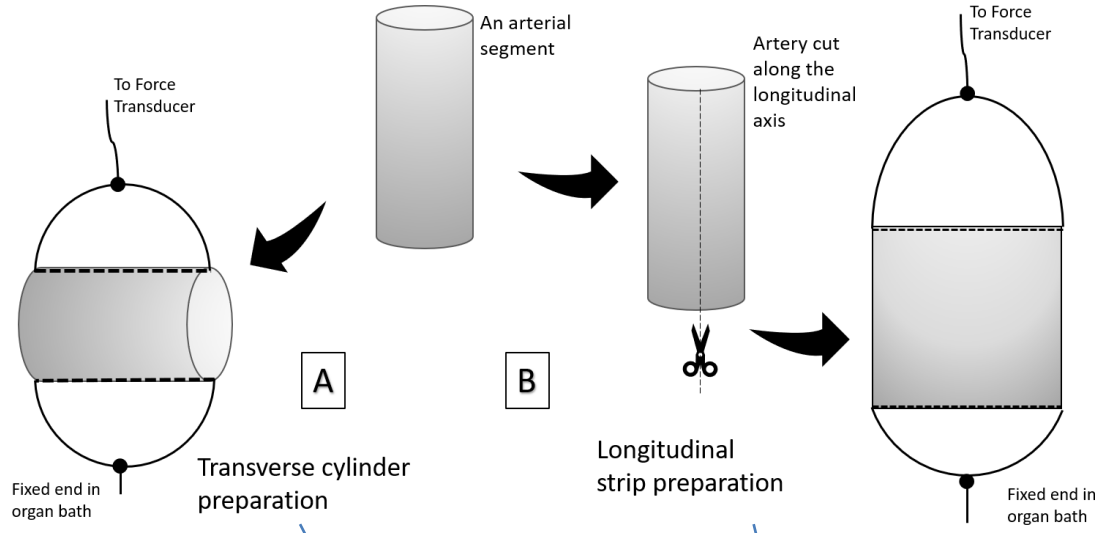 An arterial
segment
To Force
Transducer
Artery cut
along the
longitudinal
axis
To Force
Transducer
A
B
Transverse cylinder
preparation
Fixed end in
organ bath
Longitudinal
strip preparation
Fixed end in
organ bath